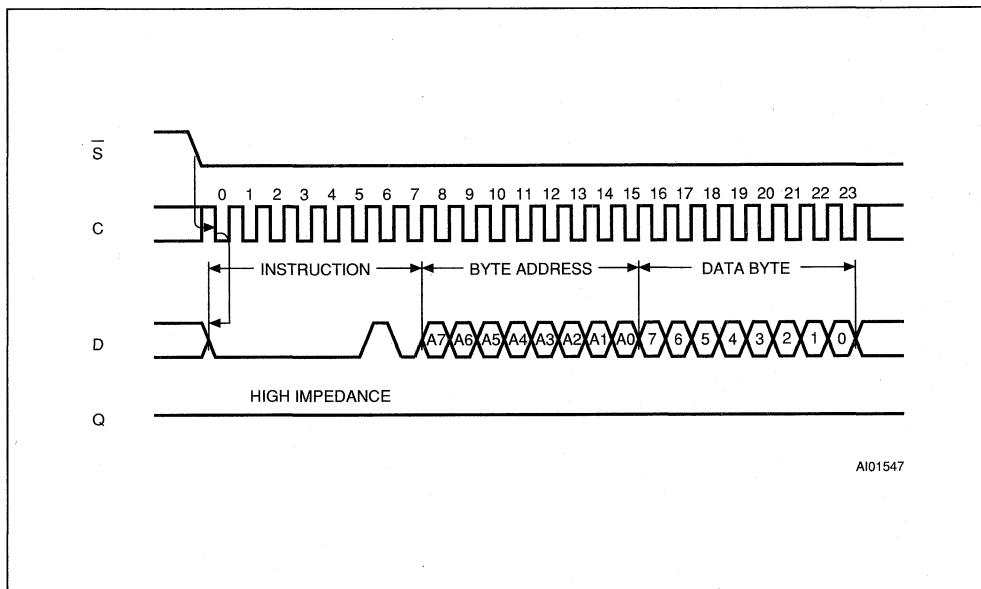 S̅
0 1 2 3 4 5 6 7 8 9 10 11 12 13 14 15 16 17 18 19 20 21 22 23
C
INSTRUCTION BYTE ADDRESS DATA BYTE
D A7 A6 A5 A4 A3 A2 A1 A0 7 6 5 4 3 2 1 0
HIGH IMPEDANCE
Q
AI01547